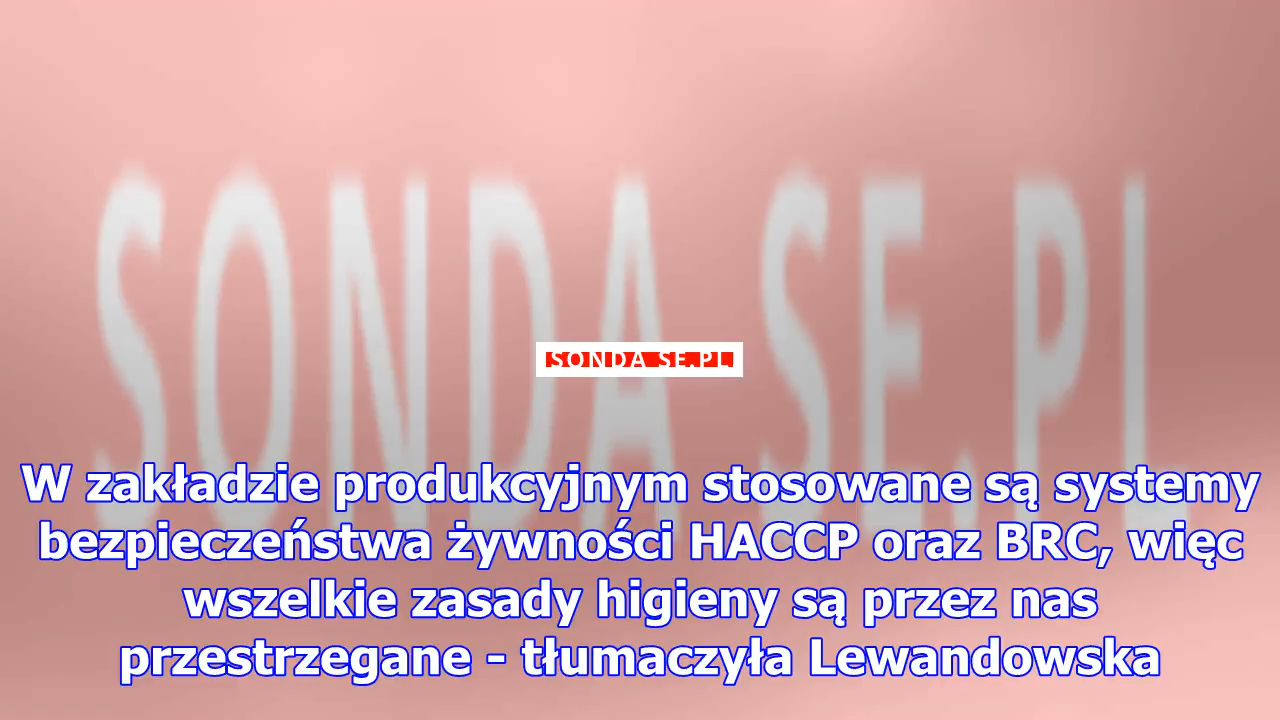 SONDA SE.PL
SONDA SE.PL
W zakładzie produkcyjnym stosowane są systemy
bezpieczeństwa żywności HACCP oraz BRC, więc
wszelkie zasady higieny są przez nas
przestrzegane - tłumaczyła Lewandowska